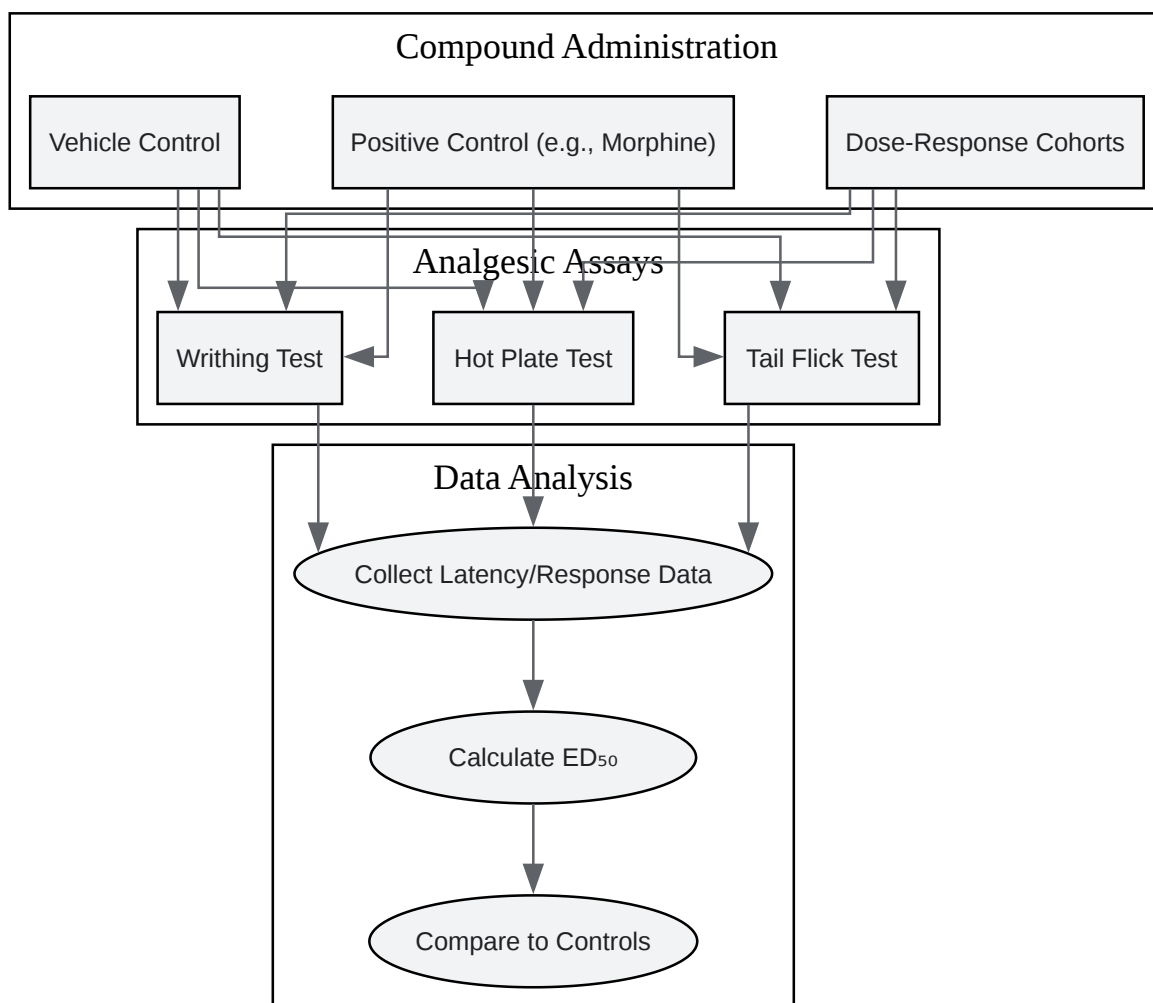 Compound Administration
Vehicle Control
Positive Control (e.g., Morphine)
Dose-Response Cohorts
Analgesic Assays
Writhing Test
Hot Plate Test
Tail Flick Test
Data Analysis
Collect Latency/Response Data
Calculate ED₅₀
Compare to Controls